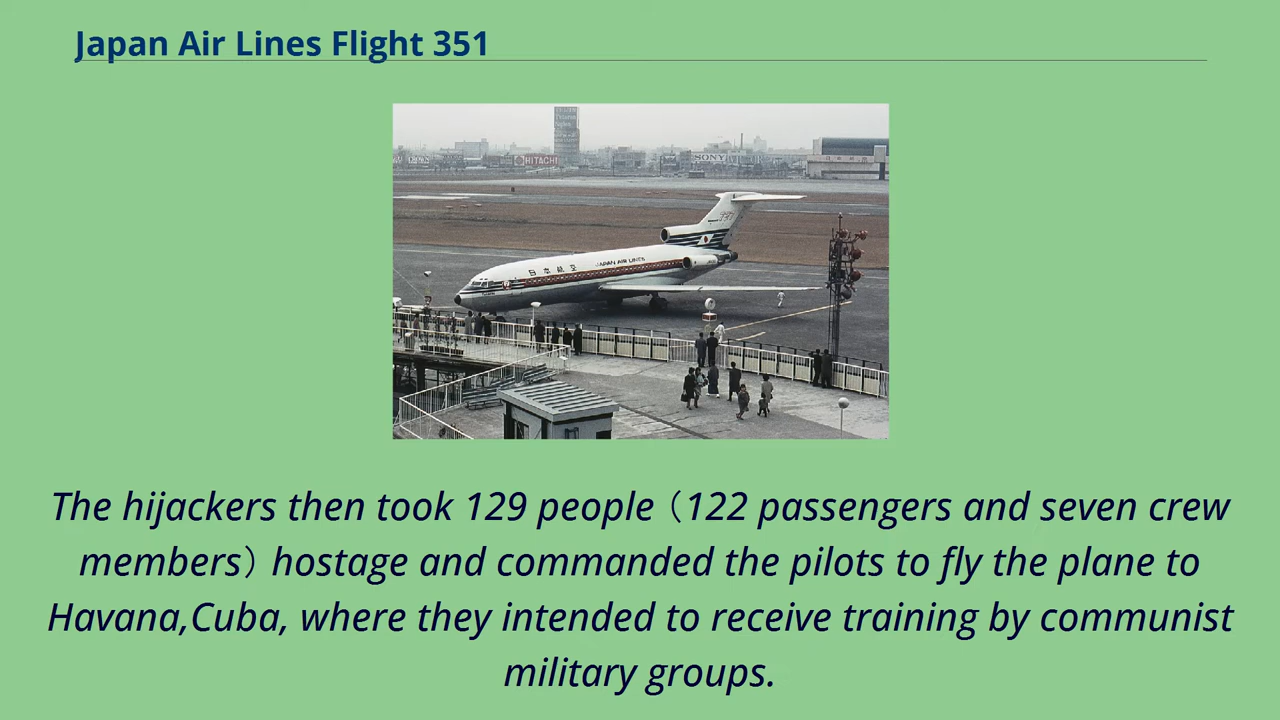 Japan Air Lines Flight 351
HITACHI
SONY
日本航空
JAPAN AIR LINES
The hijackers then took 129 people（122 passengers and seven crew
members）hostage and commanded the pilots to fly the plane to
Havana,Cuba, where they intended to receive training by communist
military groups.